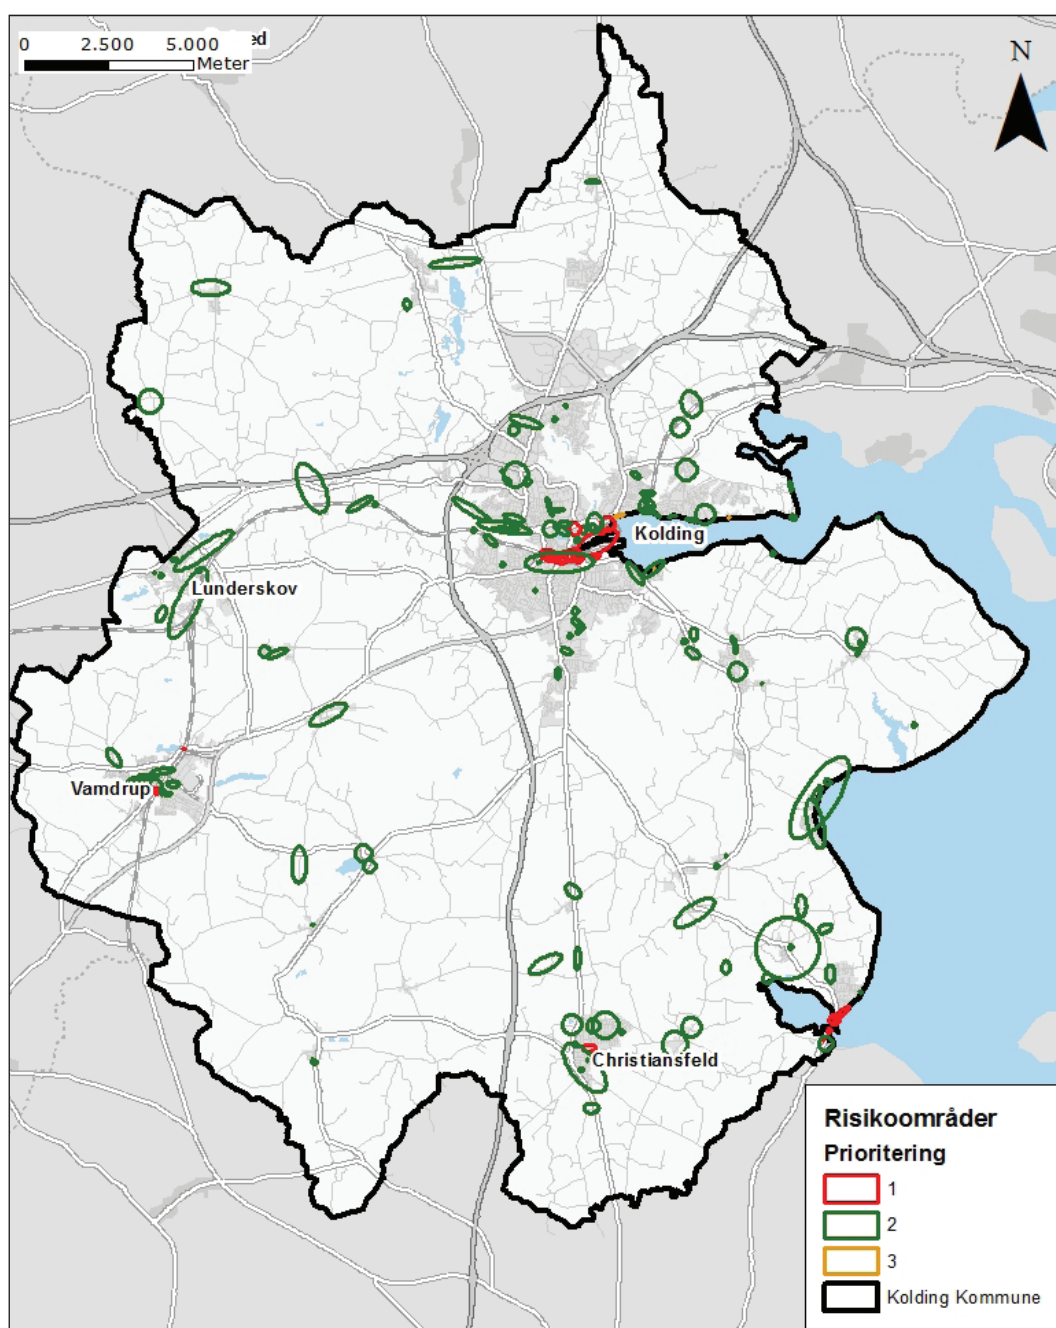 0 2.500 5.000
Meter
N
Kolding
Lunderskov
Vamdrup
Christiansfeld
Risikoområder
Prioritering
1
2
3
Kolding Kommune